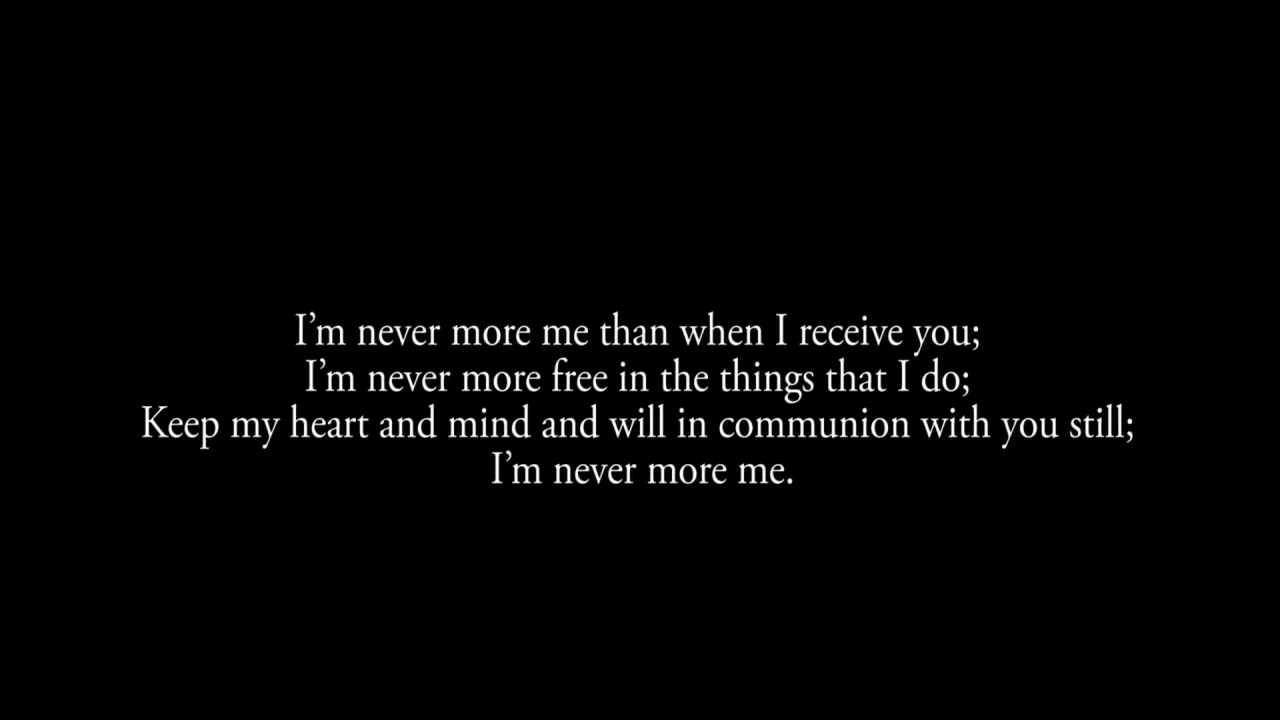 I’m never more me than when I receive you;
I’m never more free in the things that I do;
Keep my heart and mind and will in communion with you still;
I’m never more me.